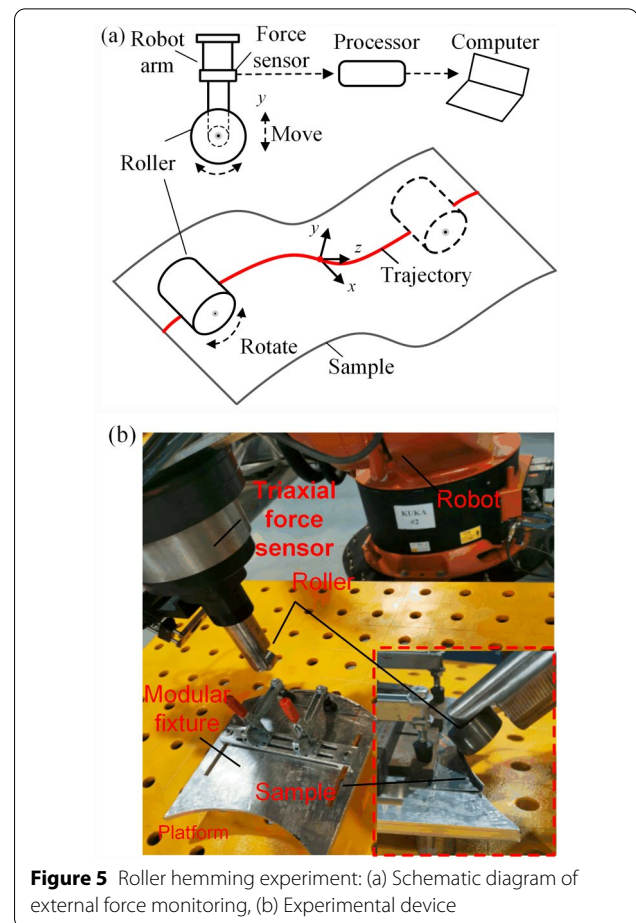 (a)
Robot
arm
Force
sensor
Processor
Computer
y
Move
Roller
y
z
x
Trajectory
Rotate
Sample
(b)
Triaxial
force
sensor
Robot
KUKA
#2
Roller
Modular
fixture
Sample
Platform
Figure 5 Roller hemming experiment: (a) Schematic diagram of
external force monitoring, (b) Experimental device